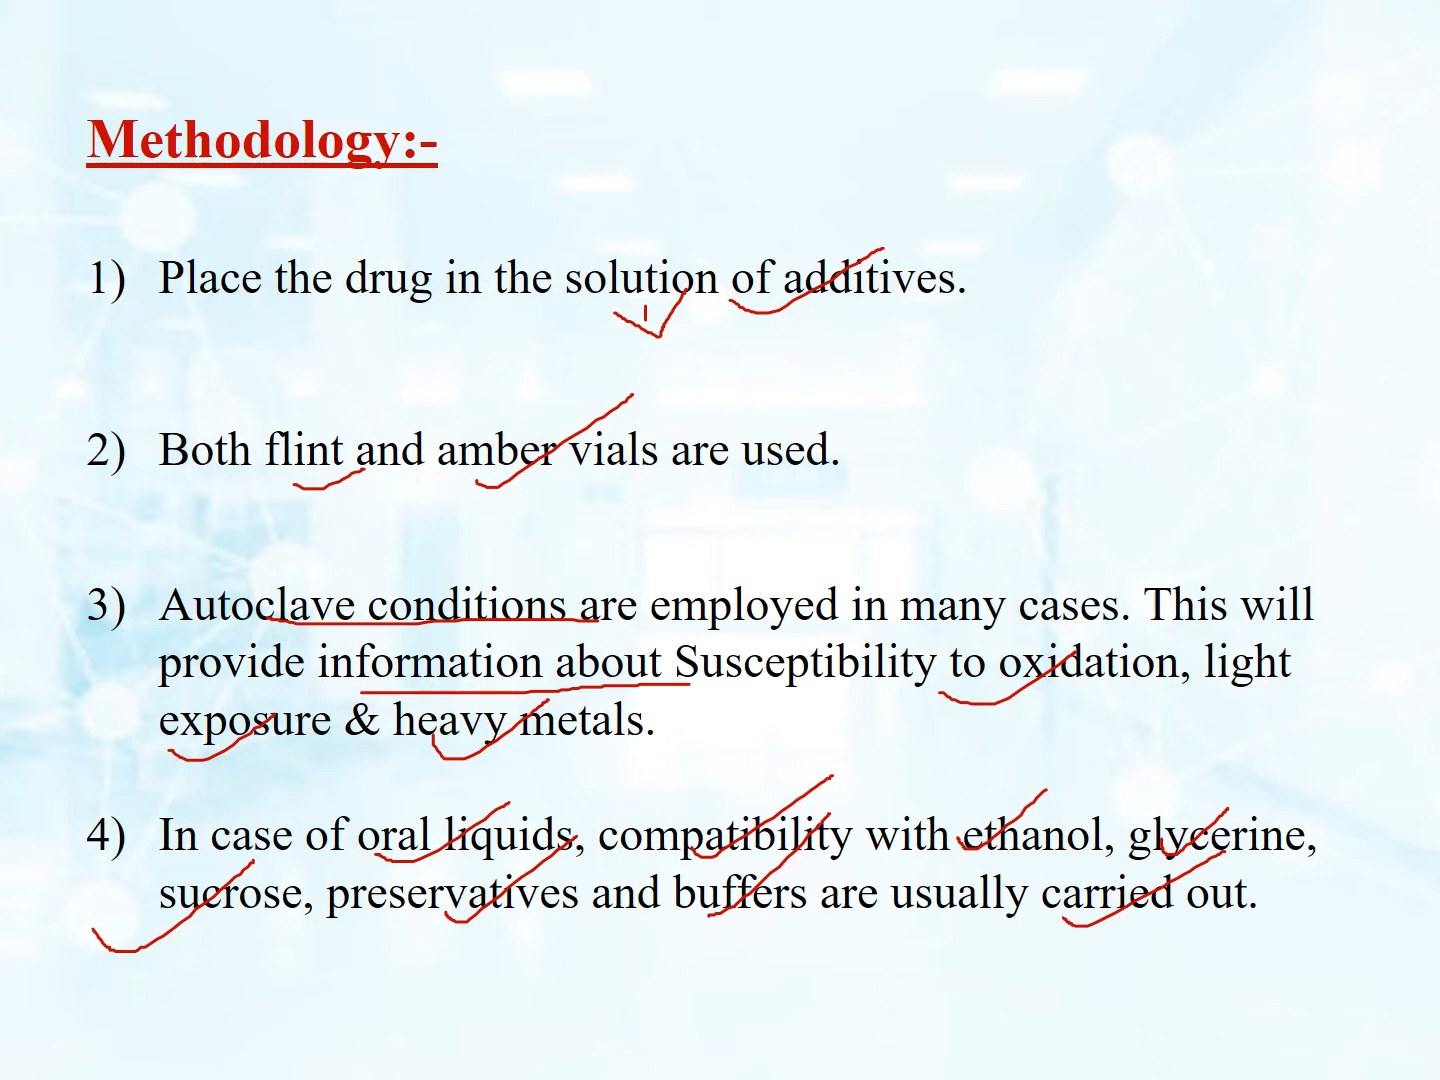 Methodology:-
1) Place the drug in the solution of additives.
2) Both flint and amber vials are used.
3) Autoclave conditions are employed in many cases. This will
provide information about Susceptibility to oxidation, light
exposure & heavy metals.
4) In case of oral liquids, compatibility with ethanol, glycerine,
sucrose, preservatives and buffers are usually carried out.